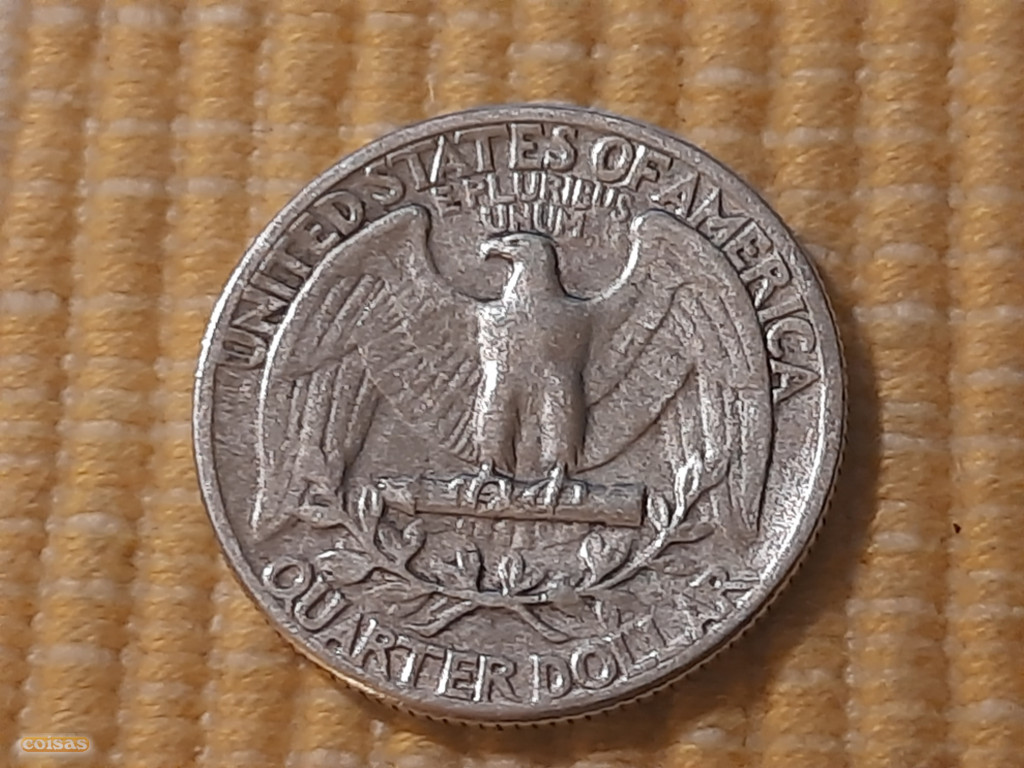 UNITED STATES OF AMERICA
E PLURIBUS
UNUM
QUARTER DOLLAR
coisas